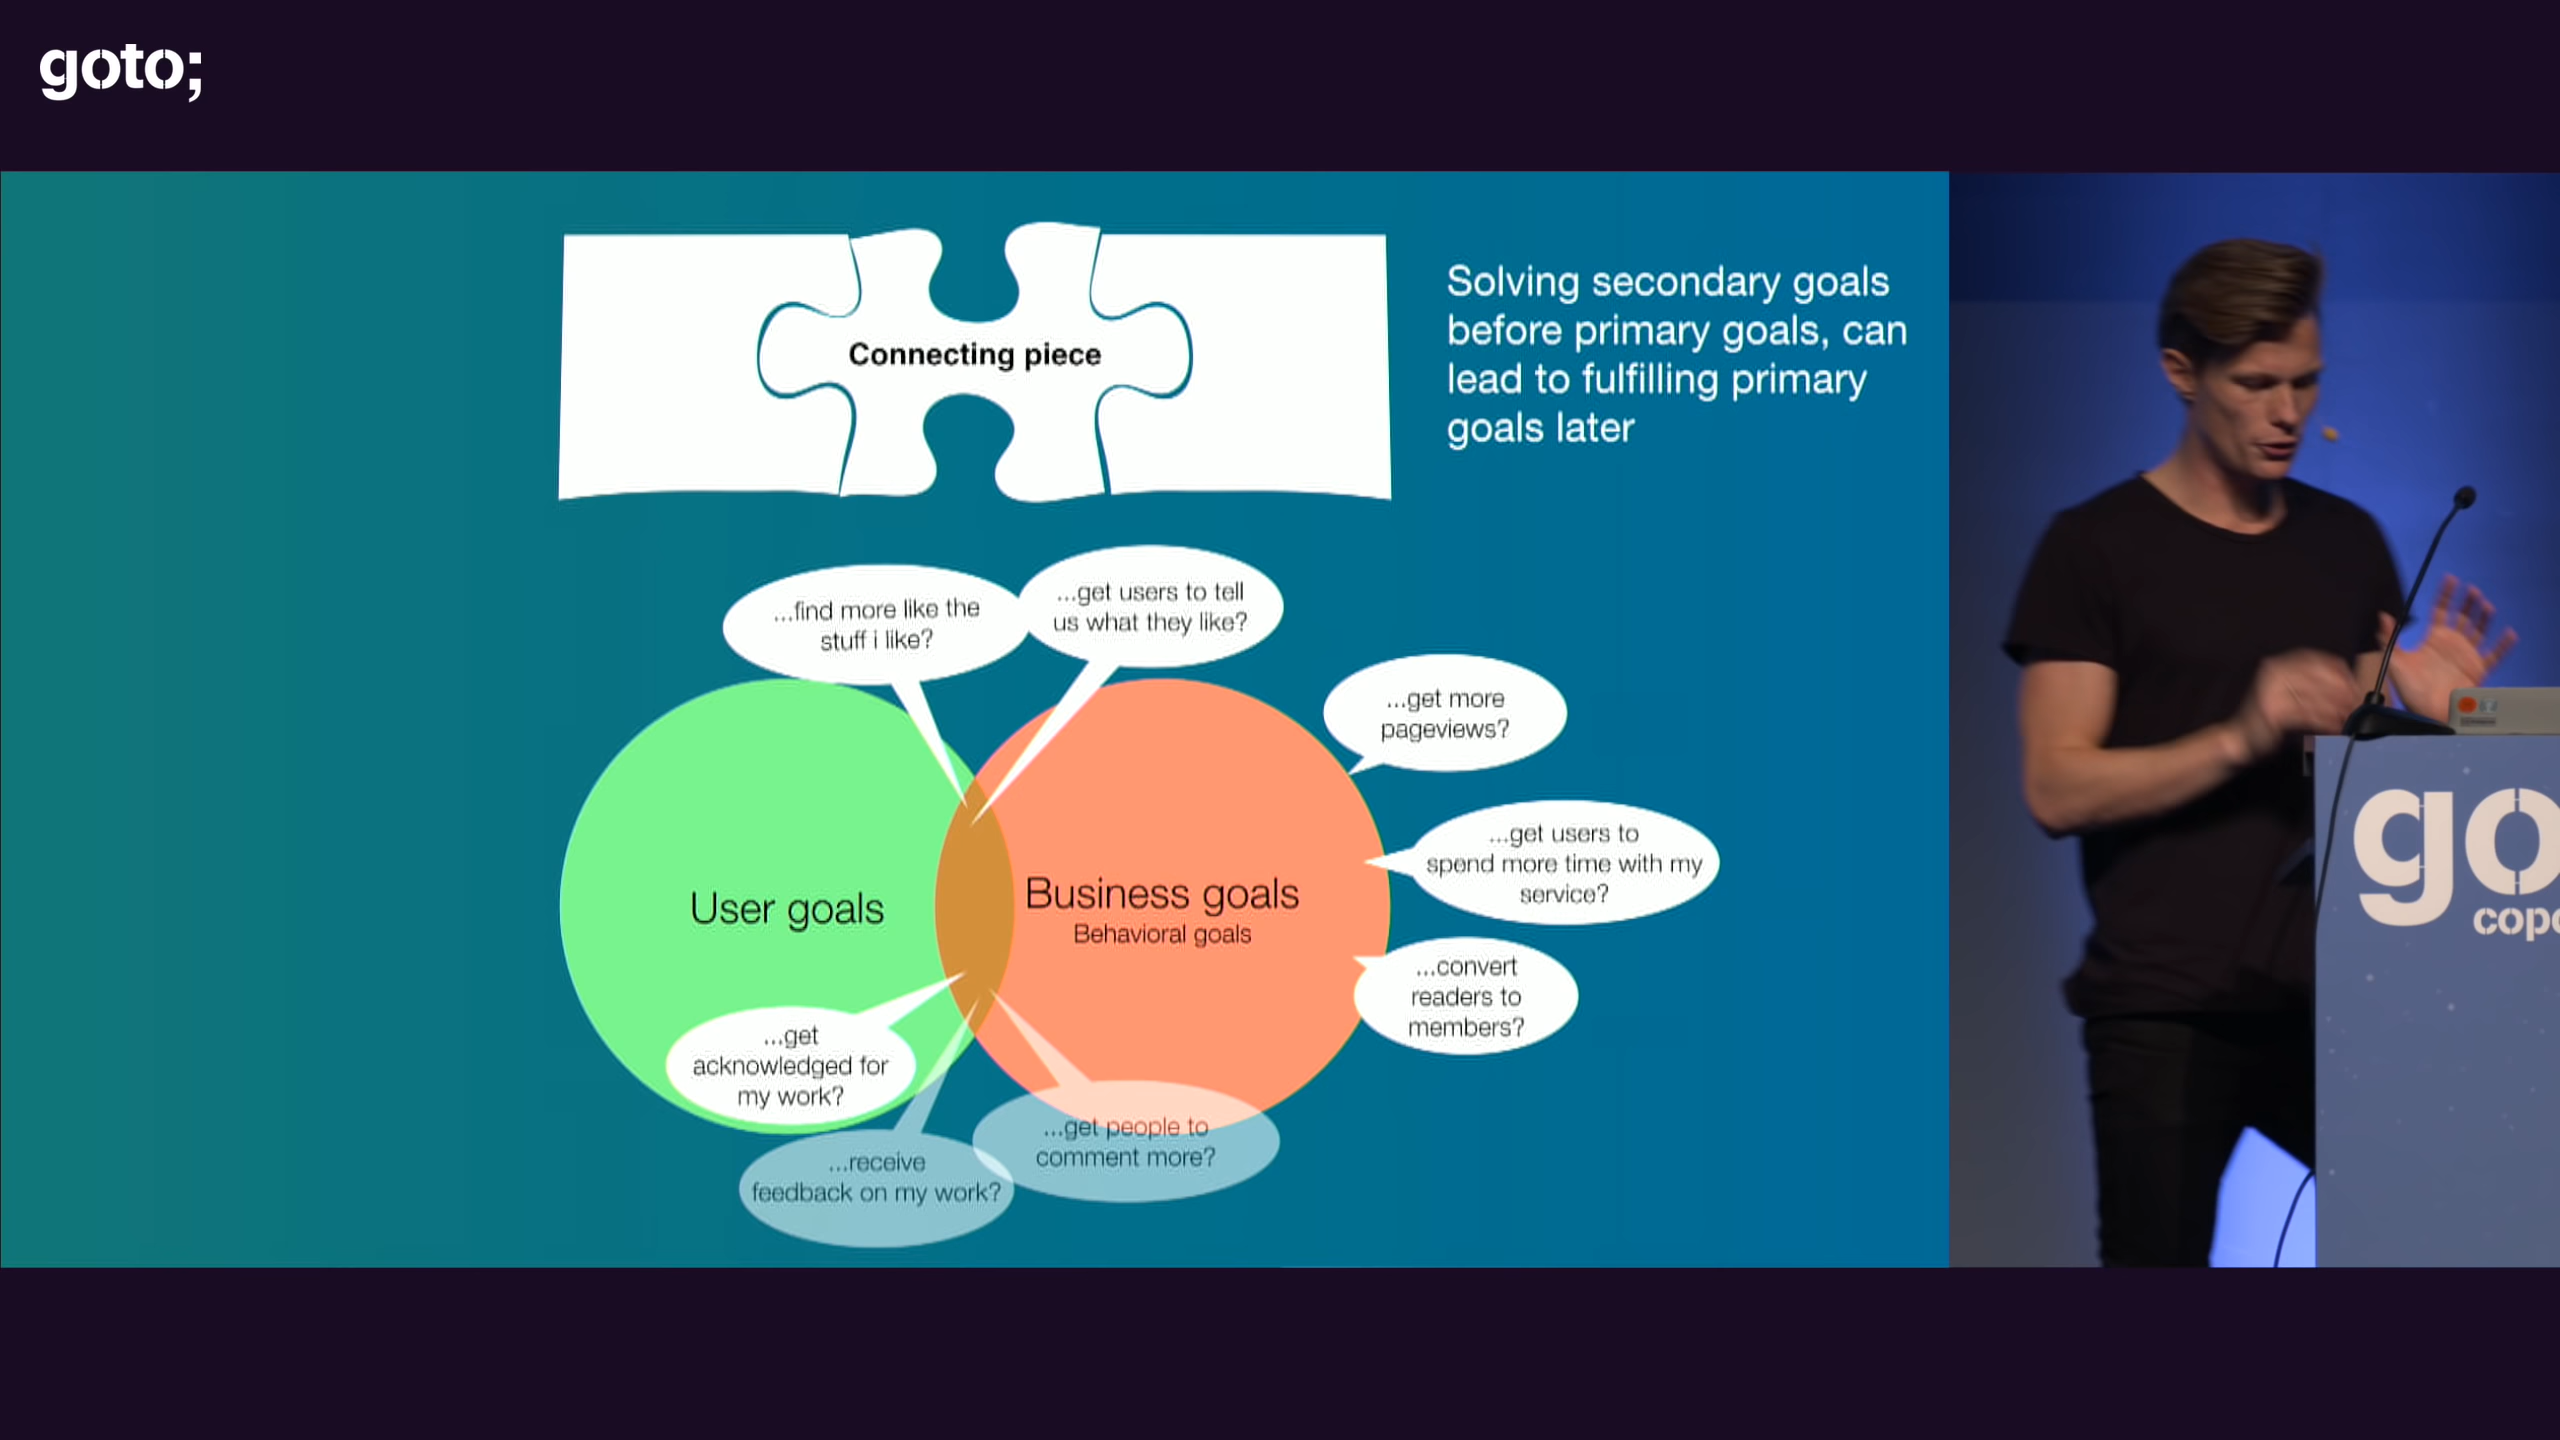 goto;
Connecting piece
Solving secondary goals
before primary goals, can
lead to fulfilling primary
goals later
...find more like the
stuff i like?
...get users to tell
us what they like?
...get more
pageviews?
...get users to
spend more time with my
service?
...convert
readers to
members?
User goals
Business goals
Behavioral goals
...get
acknowledged for
my work?
...receive
feedback on my work?
...get people to
comment more?
go
cope